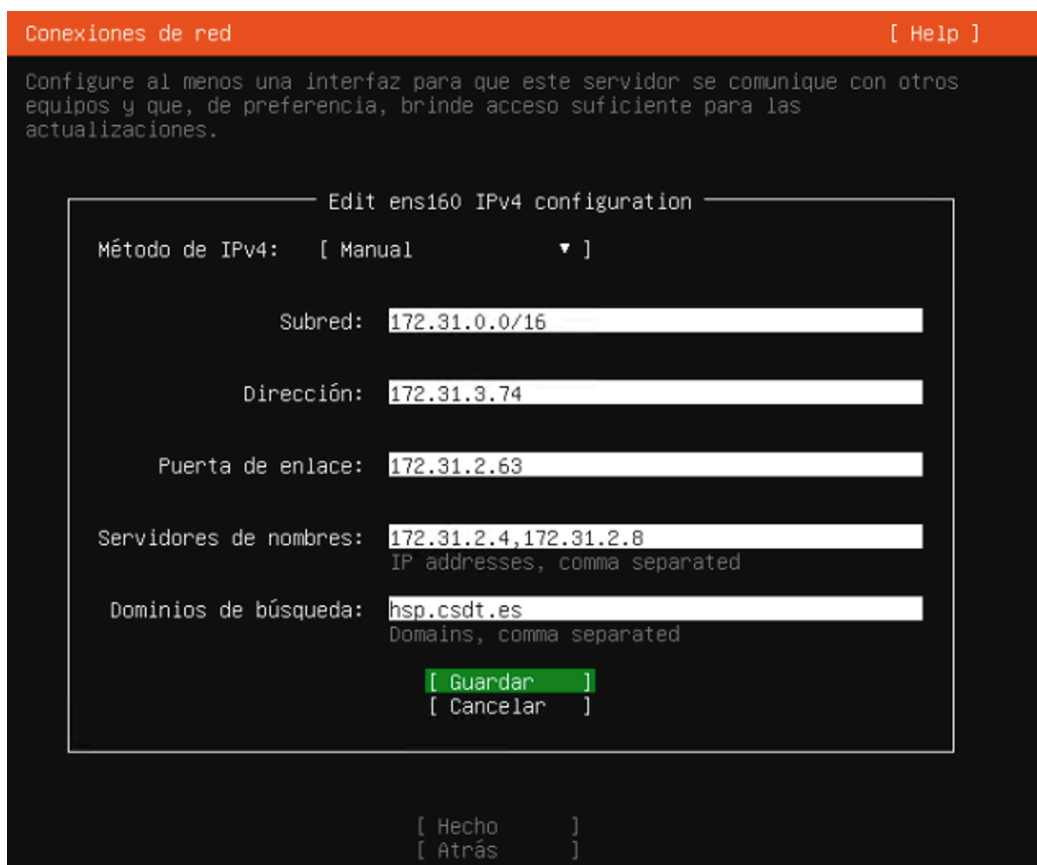 Conexiones de red [ Help ]
Configure al menos una interfaz para que este servidor se comunique con otros
equipos y que, de preferencia, brinde acceso suficiente para las
actualizaciones.
Edit ens160 IPv4 configuration
Método de IPv4: [ Manual ▼ ]
Subred: 172.31.0.0/16
Dirección: 172.31.3.74
Puerta de enlace: 172.31.2.63
Servidores de nombres: 172.31.2.4,172.31.2.8
IP addresses, comma separated
Dominios de búsqueda: hsp.csdt.es
Domains, comma separated
[ Guardar ]
[ Cancelar ]
[ Hecho ]
[ Atrás ]